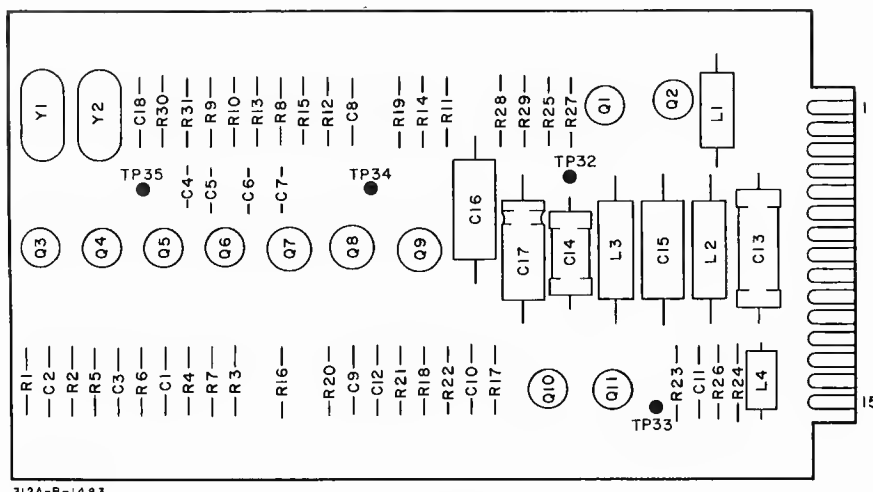 Y1 Y2 C18 R30 R31 R9 R10 R13 R8 R15 R12 C8 R19 R14 R11 R28 R29 R25 R27 Q1 Q2 L1 1
TP35 C4 C5 C6 C7 TP34 TP32
Q3 Q4 Q5 Q6 Q7 Q8 Q9 C16 C17 C14 L3 C15 L2 C13
R1 C2 R2 R5 C3 R6 C1 R4 R7 R3 R16 R20 C9 C12 R21 R18 R22 C10 R17 Q10 Q11 R23 C11 R26 R24 L4 15
TP33
312A-B-1483